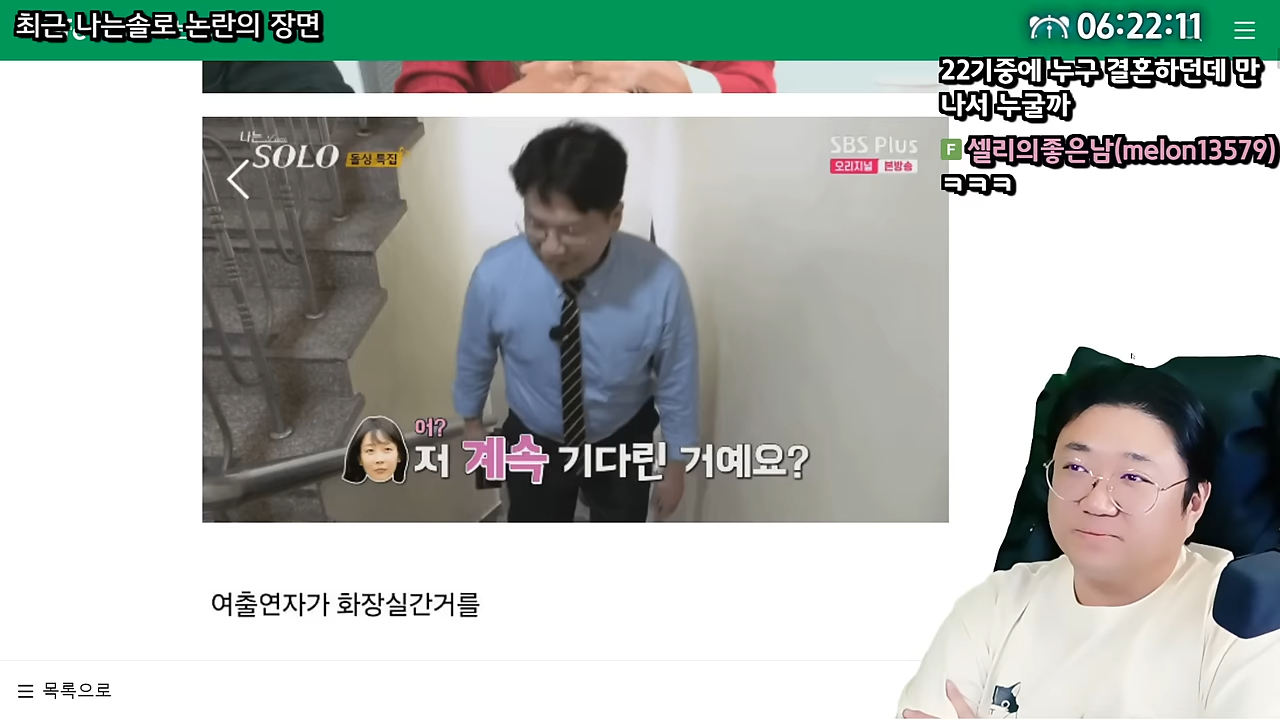 최근 나는솔로 논란의 장면
06:22:11
22기중에 누구 결혼하던데 만
나서 누굴까
F 셀리의좋은남(melon13579)
ㅋㅋㅋ
나는
SOLO 돌싱 특집
SBS Plus
오리지널 본방송
어?
저 계속 기다린 거예요?
여출연자가 화장실간거를
목록으로